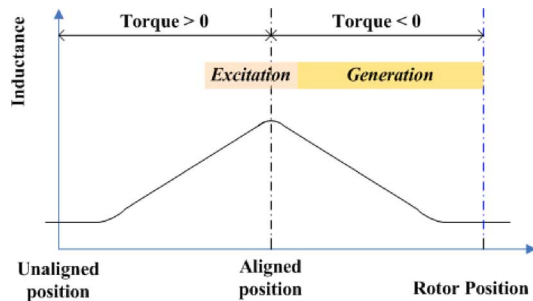 Torque > 0
Torque < 0
Inductance
Excitation
Generation
Unaligned
position
Aligned
position
Rotor Position